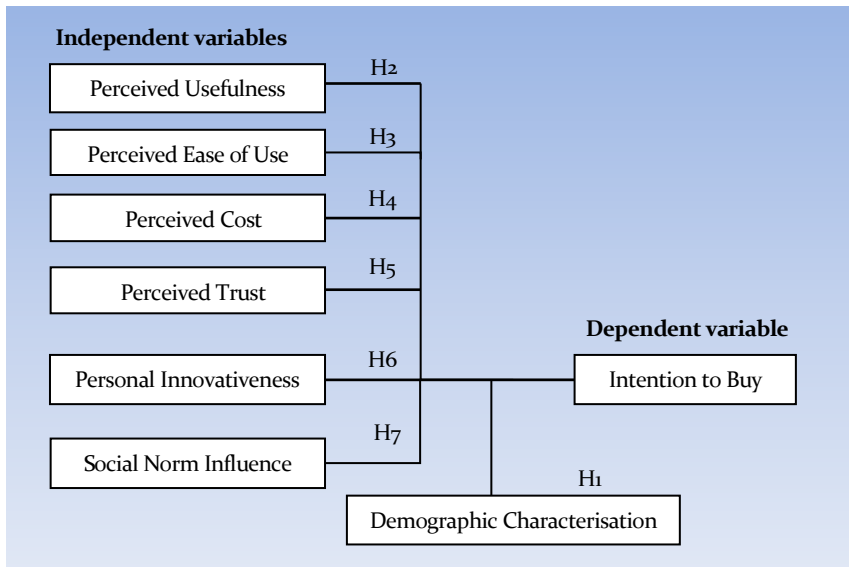 Independent variables
H2
Perceived Usefulness
H3
Perceived Ease of Use
H4
Perceived Cost
H5
Perceived Trust
Dependent variable
H6
Personal Innovativeness
Intention to Buy
H7
Social Norm Influence
H1
Demographic Characterisation